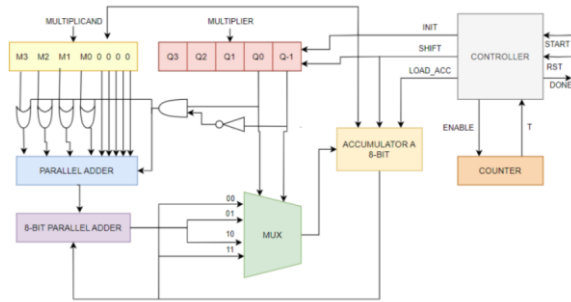 MULTIPLICAND
MULTIPLIER
M3 M2 M1 M0 0 0 0 0
Q3 Q2 Q1 Q0 Q-1
INIT
SHIFT
LOAD_ACC
CONTROLLER
START
RST
DONE
ENABLE
T
COUNTER
ACCUMULATOR A
8-BIT
PARALLEL ADDER
8-BIT PARALLEL ADDER
00
01
10
11
MUX